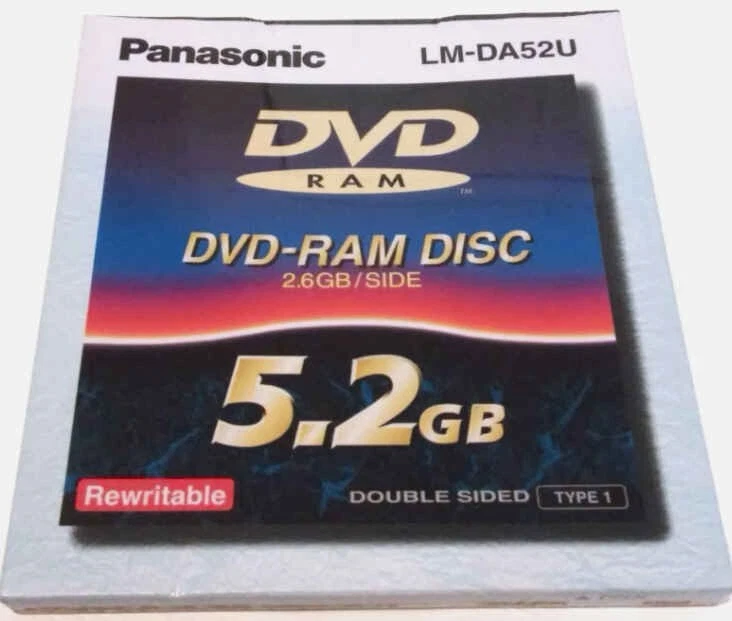 Panasonic LM-DA52U
DVD
RAM TM
DVD-RAM DISC
2.6GB/SIDE
5.2GB
Rewritable DOUBLE SIDED TYPE 1